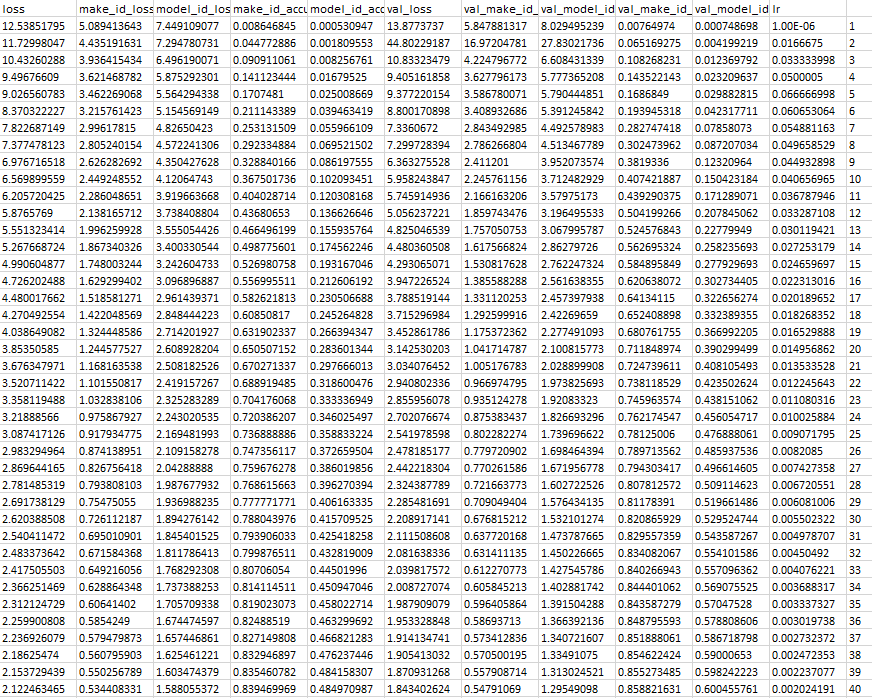 loss make_id_loss model_id_los make_id_accu model_id_acc val_loss val_make_id_ val_model_id val_make_id_ val_model_id lr
12.53851795 5.089413643 7.449109077 0.008646845 0.000530947 13.8773737 5.847881317 8.029495239 0.00764974 0.000748698 1.00E-06 1
11.72998047 4.435191631 7.294780731 0.044772886 0.001809553 44.80229187 16.97204781 27.83021736 0.065169275 0.004199219 0.0166675 2
10.43260288 3.936415434 6.496190071 0.090911061 0.008256761 10.83332479 4.224796772 6.608431339 0.108268231 0.012369792 0.033333998 3
9.49676609 3.621468782 5.875292301 0.141123444 0.01679525 9.405161858 3.627796173 5.777365208 0.143522143 0.023209637 0.0500005 4
9.026560783 3.462269068 5.564294338 0.1707481 0.025008669 9.377220154 3.586780071 5.790444851 0.1686849 0.029882815 0.066666998 5
8.370322227 3.215761423 5.154569149 0.211143389 0.039463419 8.800170898 3.408932686 5.391245842 0.193945318 0.042317711 0.060653064 6
7.822687149 2.99617815 4.82650423 0.253131509 0.055966109 7.3360672 2.843492985 4.492578983 0.282747418 0.07858073 0.054881163 7
7.377478123 2.805240154 4.572241306 0.292334884 0.069521502 7.299728394 2.786266804 4.513467789 0.302473962 0.087207034 0.049658529 8
6.976716518 2.626282692 4.350427628 0.328840166 0.086197555 6.363275528 2.411201 3.952073574 0.3819336 0.12320964 0.044932898 9
6.569899559 2.449248552 4.12064743 0.367501736 0.102093451 5.958243847 2.245761156 3.712482929 0.407421887 0.150423184 0.040656965 10
6.205720425 2.286048651 3.919663668 0.404028714 0.120308168 5.745914936 2.166163206 3.57975173 0.439290375 0.171289071 0.036787946 11
5.8765769 2.138165712 3.738408804 0.43680653 0.136626646 5.056237221 1.859743476 3.196495533 0.504199266 0.207845062 0.033287108 12
5.551323414 1.996259928 3.555054426 0.466496199 0.155935764 4.825046539 1.757050753 3.067995787 0.524576843 0.22779949 0.030119421 13
5.267668724 1.867340326 3.400330544 0.498775601 0.174562246 4.480360508 1.617566824 2.86279726 0.562695324 0.258235693 0.027253179 14
4.990604877 1.748003244 3.242604733 0.526980758 0.193167046 4.293065071 1.530817628 2.762247324 0.584895849 0.277929693 0.024659697 15
4.726202488 1.629299402 3.096896887 0.556995511 0.212606192 3.947226524 1.385588288 2.561638355 0.620638072 0.302734405 0.022313016 16
4.480017662 1.518581271 2.961439371 0.582621813 0.230506688 3.788519144 1.331120253 2.457397938 0.64134115 0.322656274 0.020189652 17
4.270492554 1.422048569 2.848444223 0.60850817 0.245264828 3.715296984 1.292599916 2.42269659 0.652408898 0.332389355 0.018268352 18
4.038649082 1.324448586 2.714201927 0.631902337 0.266394347 3.452861786 1.175372362 2.277491093 0.680761755 0.366992205 0.016529888 19
3.85350585 1.244577527 2.608928204 0.650507152 0.283601344 3.142530203 1.041714787 2.100815773 0.711848974 0.390299499 0.014956862 20
3.676347971 1.168163538 2.508182526 0.670271337 0.297666013 3.034076452 1.005176783 2.028899908 0.724739611 0.408105493 0.013533528 21
3.520711422 1.101550817 2.419157267 0.688919485 0.318600476 2.940802336 0.966974795 1.973825693 0.738118529 0.423502624 0.012245643 22
3.358119488 1.032838106 2.325283289 0.704176068 0.333336949 2.855956078 0.935124278 1.92083323 0.745963574 0.438151062 0.011080316 23
3.21888566 0.975867927 2.243020535 0.720386207 0.346025497 2.702076674 0.875383437 1.826693296 0.762174547 0.456054717 0.010025884 24
3.087417126 0.917934775 2.169481993 0.736888886 0.358833224 2.541978598 0.802282274 1.739696622 0.78125006 0.476888061 0.009071795 25
2.983294964 0.874138951 2.109158278 0.747356117 0.372659504 2.478185177 0.779720902 1.698464394 0.789713562 0.485937536 0.0082085 26
2.869644165 0.826756418 2.04288888 0.759676278 0.386019856 2.442218304 0.770261586 1.671956778 0.794303417 0.496614605 0.007427358 27
2.781485319 0.793808103 1.987677932 0.768615663 0.396270394 2.324387789 0.721663773 1.602722526 0.807812572 0.509114623 0.006720551 28
2.691738129 0.75475055 1.936988235 0.777771771 0.406163335 2.285481691 0.709049404 1.576434135 0.81178391 0.519661486 0.006081006 29
2.620388508 0.726112187 1.894276142 0.788043976 0.415709525 2.208917141 0.676815212 1.532101274 0.820865929 0.529524744 0.005502322 30
2.540411472 0.695010901 1.845401525 0.793906033 0.425418258 2.111508608 0.637720168 1.473787665 0.829557359 0.543587267 0.004978707 31
2.483373642 0.671584368 1.811786413 0.799876511 0.432819009 2.081638336 0.631411135 1.450226665 0.834082067 0.554101586 0.00450492 32
2.417505503 0.649216056 1.768292308 0.80706054 0.44501996 2.039817572 0.612270773 1.427545786 0.840266943 0.557096362 0.004076221 33
2.366251469 0.628864348 1.737388253 0.814114511 0.450947046 2.008727074 0.605845213 1.402881742 0.844401062 0.569075525 0.003688317 34
2.312124729 0.60641402 1.705709338 0.819023073 0.458022714 1.987909079 0.596405864 1.391504288 0.843587279 0.57047528 0.003337327 35
2.259900808 0.5854249 1.674474597 0.82488519 0.463299692 1.953328848 0.58693713 1.366392136 0.848795593 0.578808606 0.003019738 36
2.236926079 0.579479873 1.657446861 0.827149808 0.466821283 1.914134741 0.573412836 1.340721607 0.851888061 0.586718798 0.002732372 37
2.18625474 0.560795903 1.625461221 0.832946897 0.476237446 1.905413032 0.570500195 1.33491075 0.854622424 0.59000653 0.002472353 38
2.153729439 0.550256789 1.603474379 0.835460782 0.484158307 1.870931268 0.557908714 1.313024521 0.855273485 0.598242223 0.002237077 39
2.122463465 0.534408331 1.588055372 0.839469969 0.484970987 1.843402624 0.54791069 1.29549098 0.858821631 0.600455761 0.002024191 40